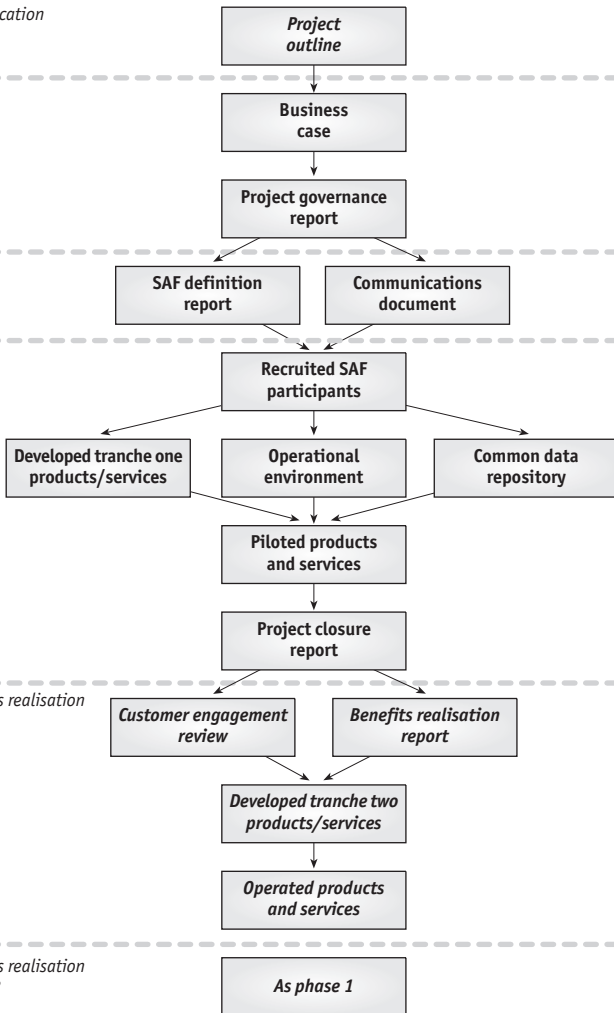 Project
outline
Business
case
Project governance
report
SAF definition
report
Communications
document
Recruited SAF
participants
Developed tranche one
products/services
Operational
environment
Common data
repository
Piloted products
and services
Project closure
report
realisation
Customer engagement
review
Benefits realisation
report
Developed tranche two
products/services
Operated products
and services
realisation
As phase 1